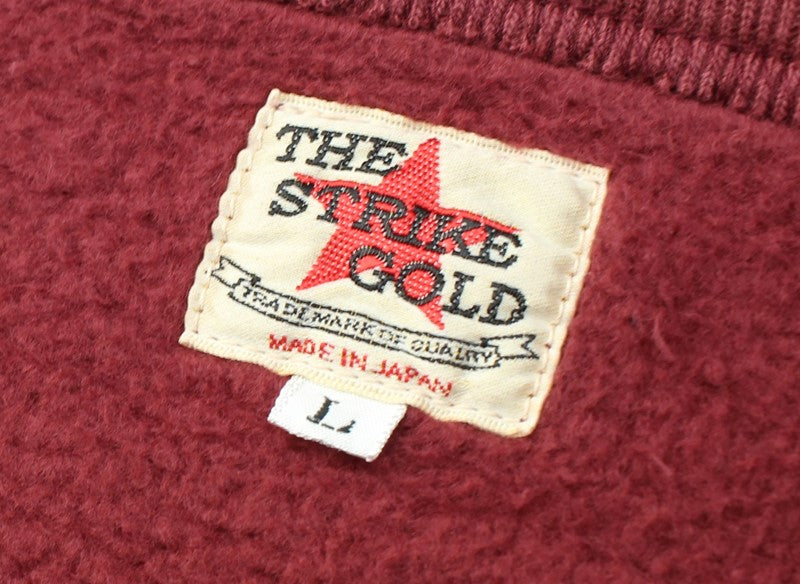 THE
STRIKE
GOLD
TRADEMARK OF QUALITY
MADE IN JAPAN
L